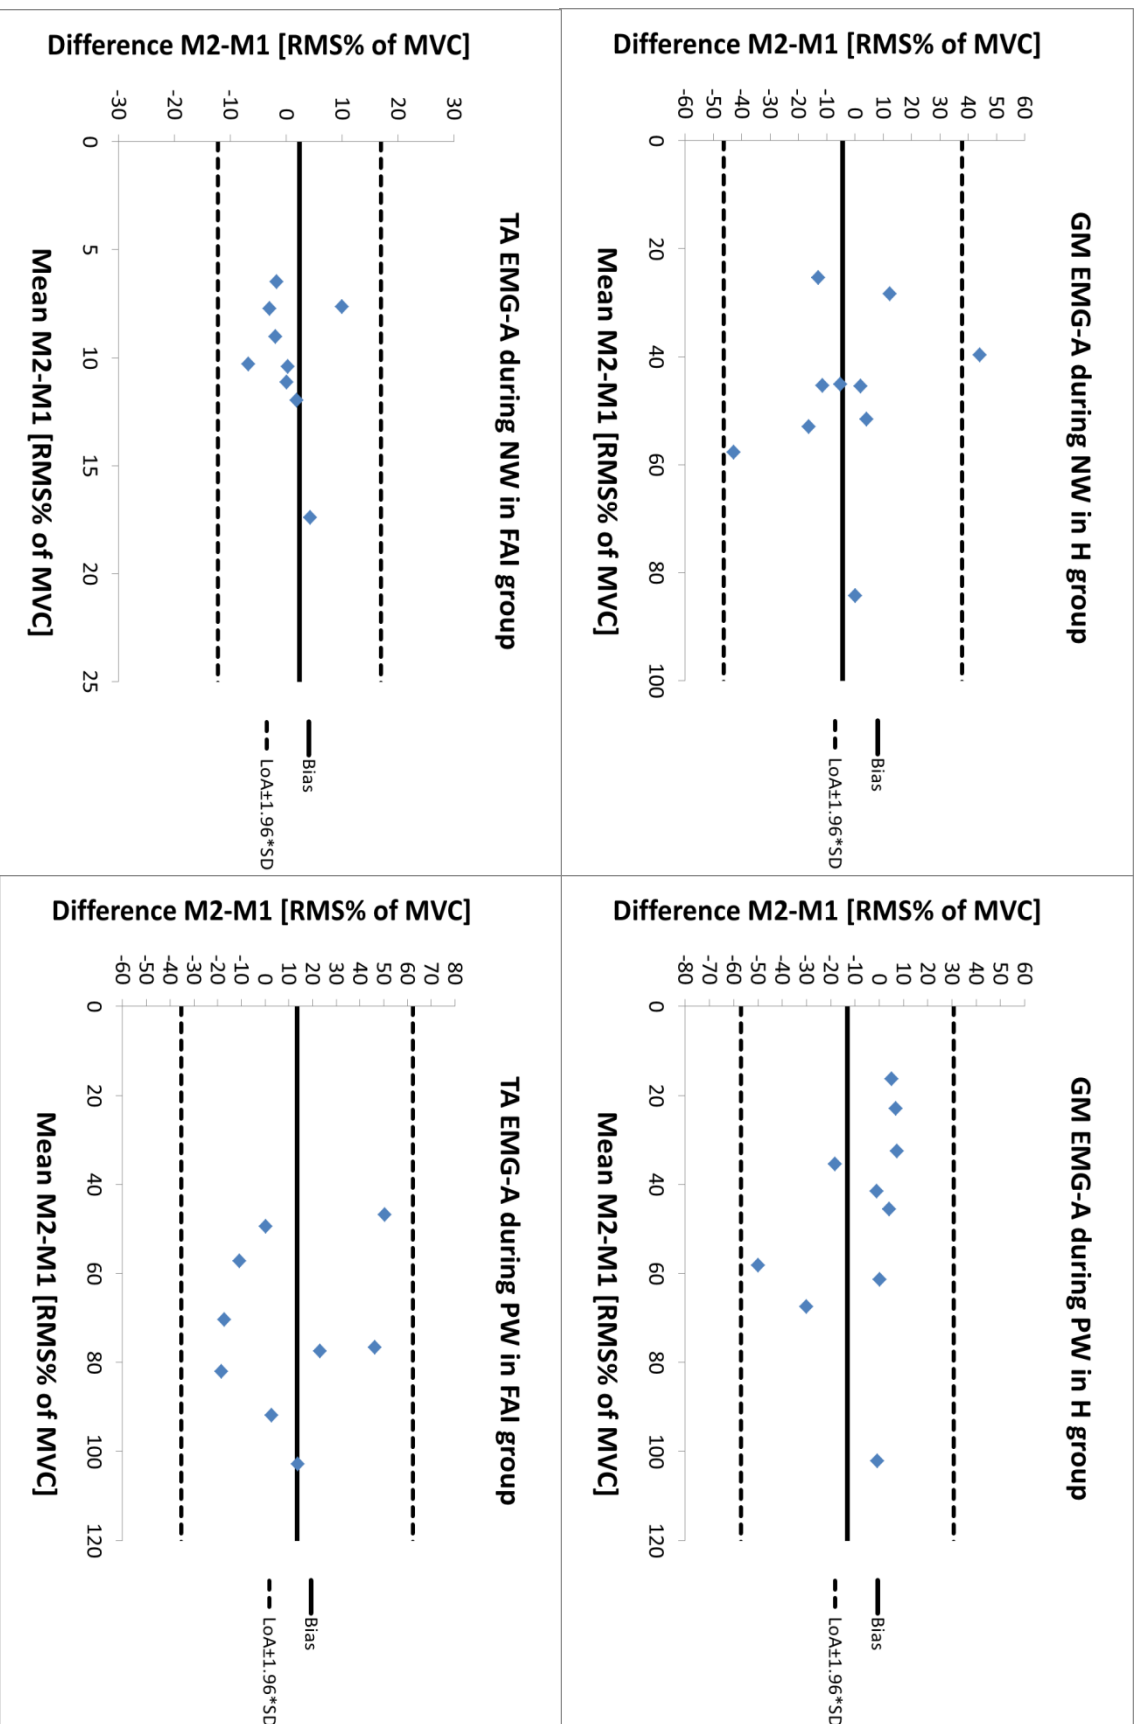 GM EMG-A during NW in H group
Difference M2-M1 [RMS% of MVC]
60
50
40
30
20
10
0
-10
-20
-30
-40
-50
-60
0 20 40 60 80 100
Mean M2-M1 [RMS% of MVC]
Bias
LoA±1.96*SD
GM EMG-A during PW in H group
Difference M2-M1 [RMS% of MVC]
60
50
40
30
20
10
0
-10
-20
-30
-40
-50
-60
-70
-80
0 20 40 60 80 100 120
Mean M2-M1 [RMS% of MVC]
Bias
LoA±1.96*SD
TA EMG-A during NW in FAI group
Difference M2-M1 [RMS% of MVC]
30
20
10
0
-10
-20
-30
0 5 10 15 20 25
Mean M2-M1 [RMS% of MVC]
Bias
LoA±1.96*SD
TA EMG-A during PW in FAI group
Difference M2-M1 [RMS% of MVC]
80
70
60
50
40
30
20
10
0
-10
-20
-30
-40
-50
-60
0 20 40 60 80 100 120
Mean M2-M1 [RMS% of MVC]
Bias
LoA±1.96*SD